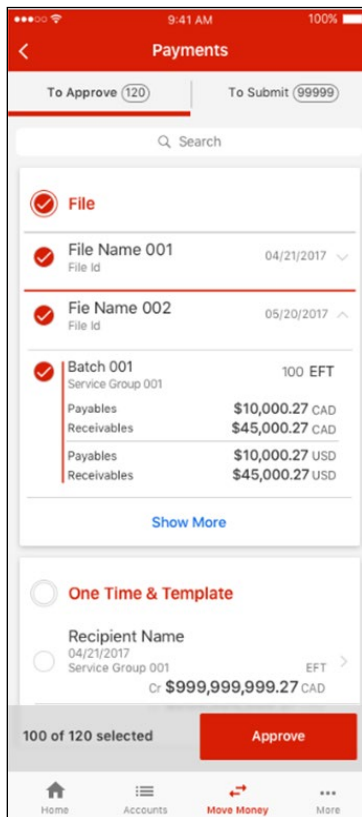 9:41 AM 100%
Payments
To Approve (120) To Submit (99999)
Search
File
File Name 001 04/21/2017
File Id
Fie Name 002 05/20/2017
File Id
Batch 001 100 EFT
Service Group 001
Payables $10,000.27 CAD
Receivables $45,000.27 CAD
Payables $10,000.27 USD
Receivables $45,000.27 USD
Show More
One Time & Template
Recipient Name
04/21/2017
Service Group 001 EFT
Cr $999,999,999.27 CAD
100 of 120 selected Approve
Home Accounts Move Money More